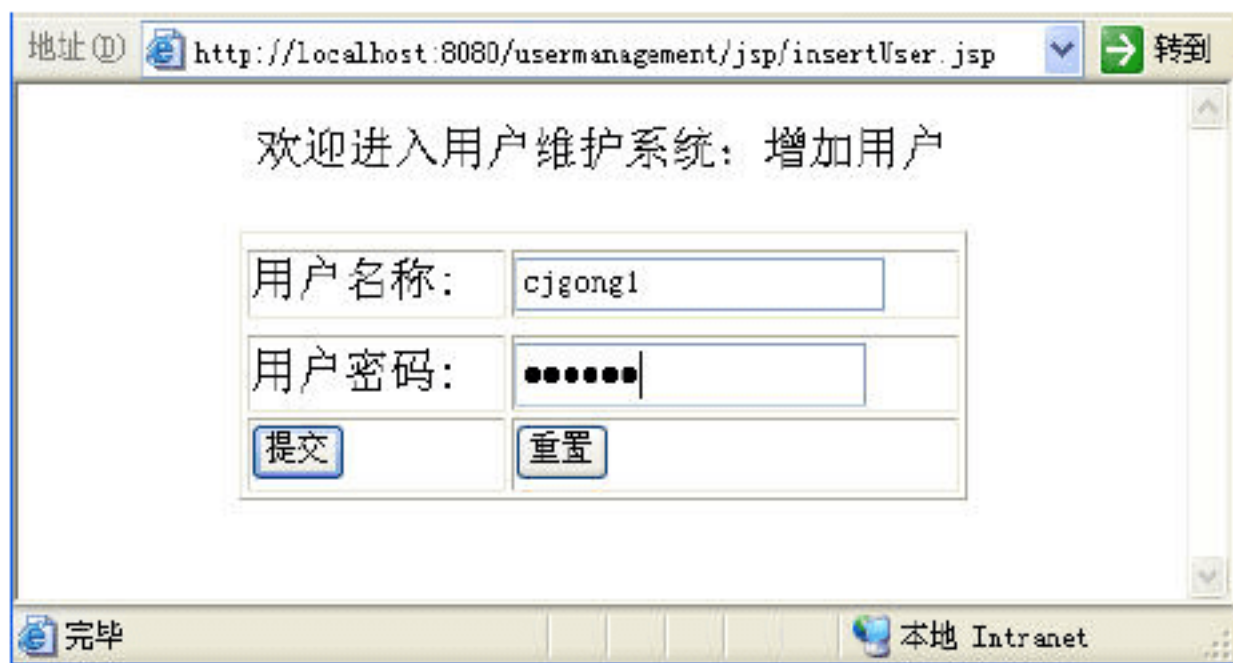 地址(D) http://localhost:8080/usermanagement/jsp/insertUser.jsp 转到
欢迎进入用户维护系统：增加用户
用户名称： cjgong1
用户密码： ●●●●●●
提交 重置
完毕 本地 Intranet